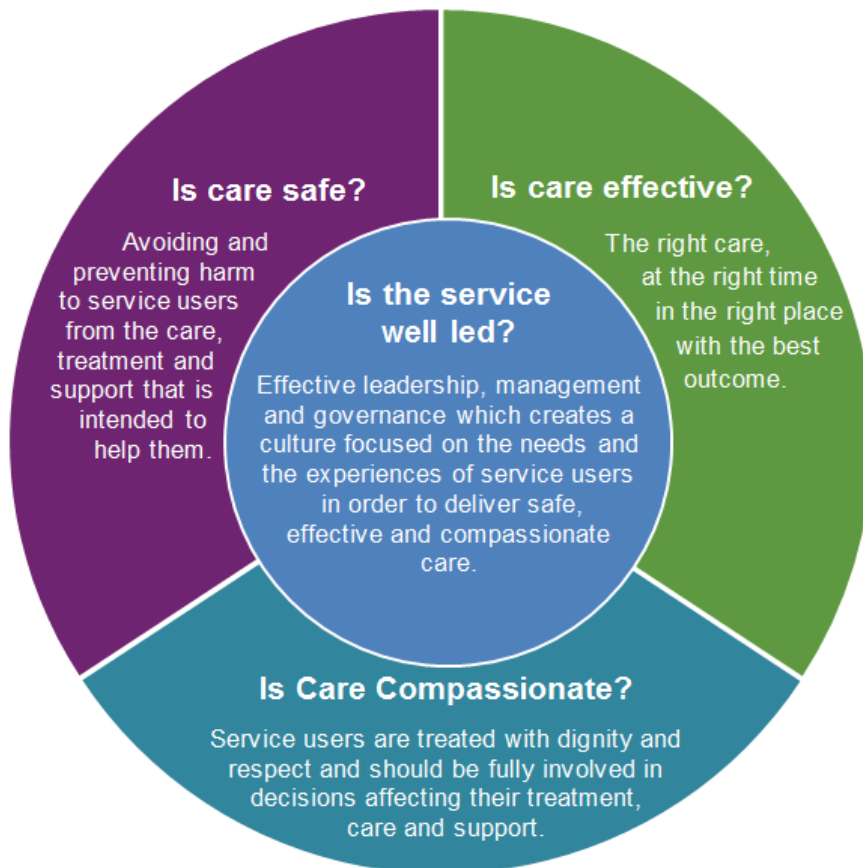 Is care safe?
Avoiding and
preventing harm
to service users
from the care,
treatment and
support that is
intended to
help them.
Is care effective?
The right care,
at the right time
in the right place
with the best
outcome.
Is the service
well led?
Effective leadership, management
and governance which creates a
culture focused on the needs and
the experiences of service users
in order to deliver safe,
effective and compassionate
care.
Is Care Compassionate?
Service users are treated with dignity and
respect and should be fully involved in
decisions affecting their treatment,
care and support.